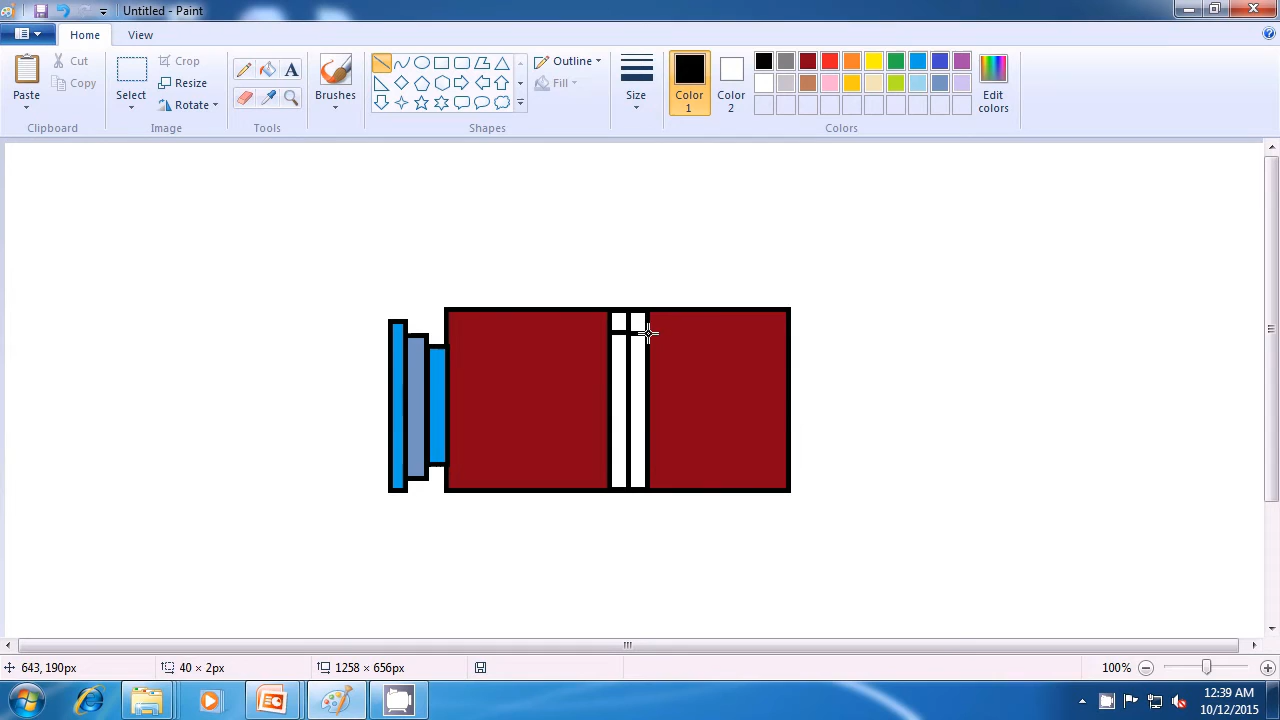 Untitled - Paint
Home View
Paste
Cut
Copy
Clipboard
Select
Crop
Resize
Rotate
Image
A
Tools
Brushes
Outline
Fill
Shapes
Size
Color 1
Color 2
Edit colors
Colors
643, 190px
40 × 2px
1258 × 656px
100%
12:39 AM
10/12/2015